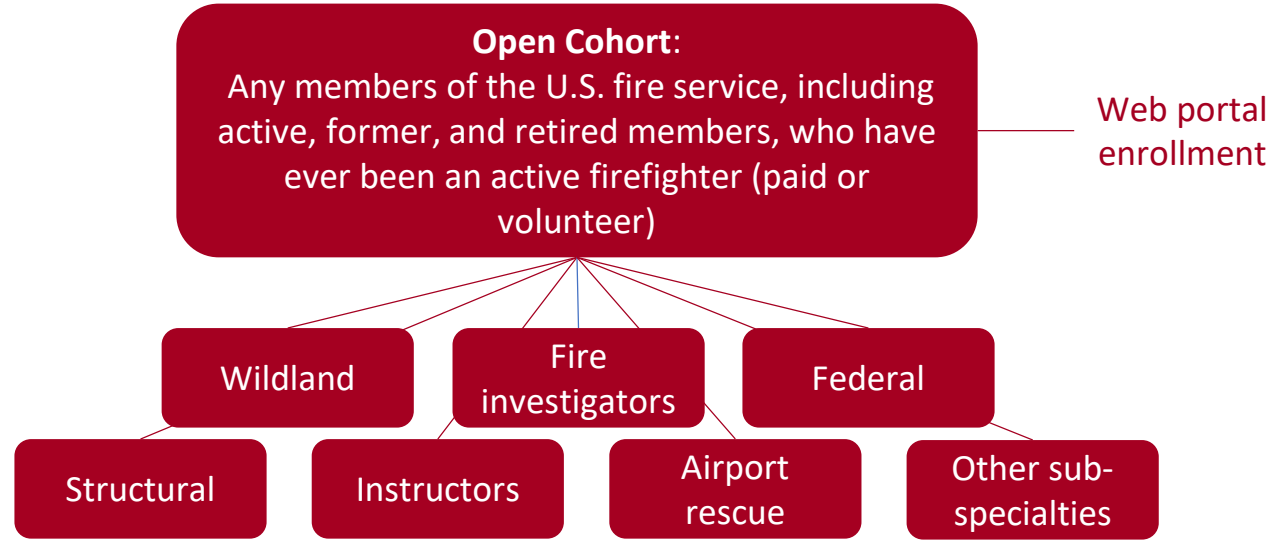 Open Cohort:
Any members of the U.S. fire service, including
active, former, and retired members, who have
ever been an active firefighter (paid or
volunteer)
Web portal
enrollment
Wildland
Fire
investigators
Federal
Structural
Instructors
Airport
rescue
Other sub-
specialties